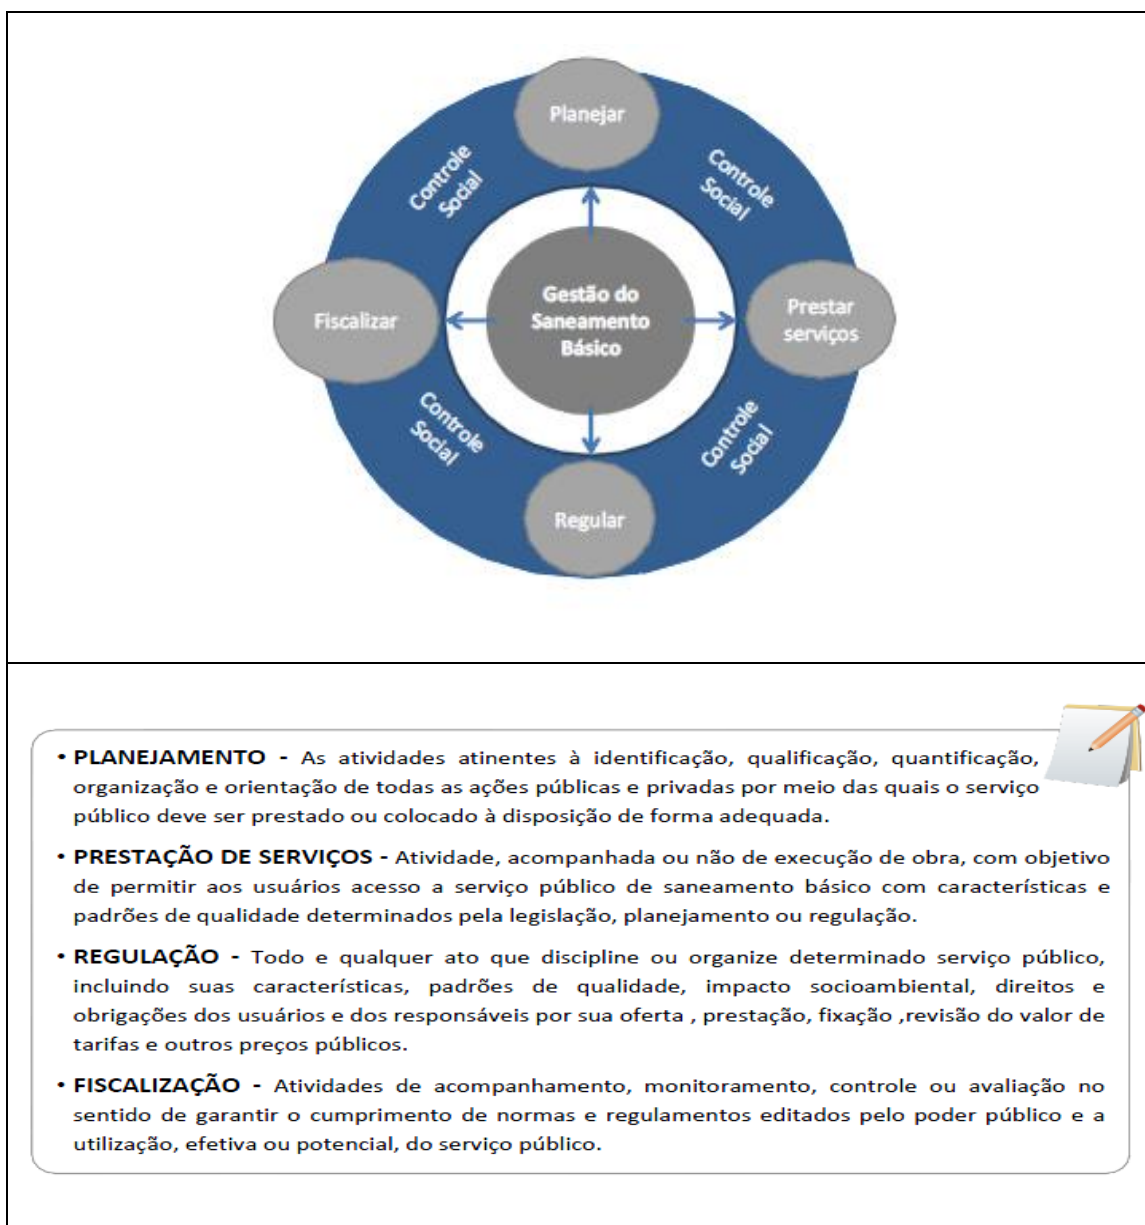 Planejar
Controle
Social
Controle
Social
Fiscalizar
Gestão do
Saneamento
Básico
Prestar
serviços
Controle
Social
Controle
Social
Regular
• PLANEJAMENTO - As atividades atinentes à identificação, qualificação, quantificação,
organização e orientação de todas as ações públicas e privadas por meio das quais o serviço
público deve ser prestado ou colocado à disposição de forma adequada.
• PRESTAÇÃO DE SERVIÇOS - Atividade, acompanhada ou não de execução de obra, com objetivo
de permitir aos usuários acesso a serviço público de saneamento básico com características e
padrões de qualidade determinados pela legislação, planejamento ou regulação.
• REGULAÇÃO - Todo e qualquer ato que discipline ou organize determinado serviço público,
incluindo suas características, padrões de qualidade, impacto socioambiental, direitos e
obrigações dos usuários e dos responsáveis por sua oferta , prestação, fixação ,revisão do valor de
tarifas e outros preços públicos.
• FISCALIZAÇÃO - Atividades de acompanhamento, monitoramento, controle ou avaliação no
sentido de garantir o cumprimento de normas e regulamentos editados pelo poder público e a
utilização, efetiva ou potencial, do serviço público.